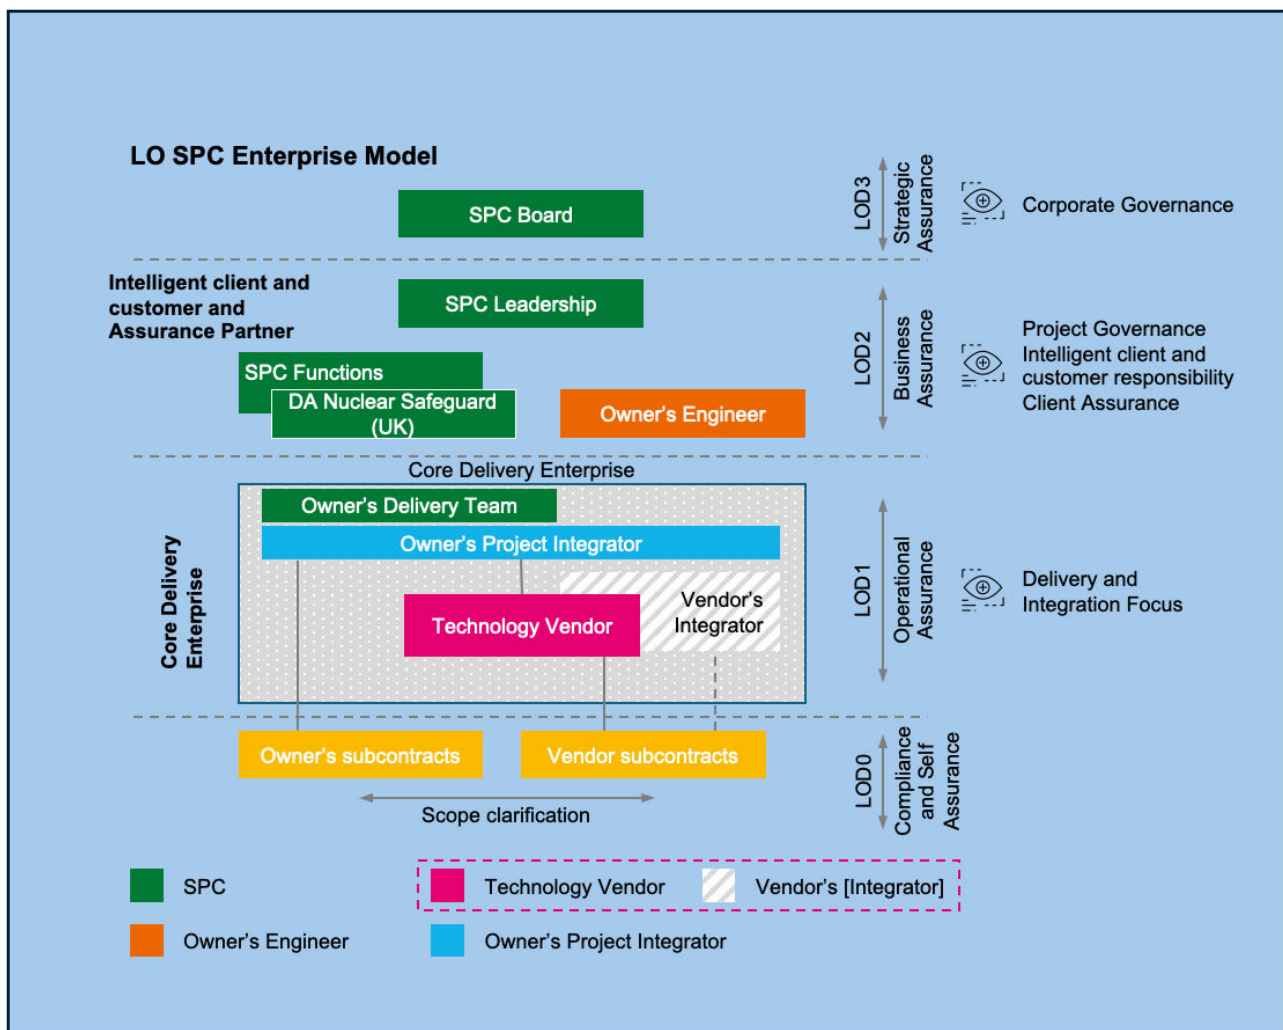 LO SPC Enterprise Model
SPC Board
LOD3
Strategic
Assurance
Corporate Governance
Intelligent client and
customer and
Assurance Partner
SPC Leadership
SPC Functions
DA Nuclear Safeguard
(UK)
Owner's Engineer
LOD2
Business
Assurance
Project Governance
Intelligent client and
customer responsibility
Client Assurance
Core Delivery Enterprise
Core Delivery
Enterprise
Owner's Delivery Team
Owner's Project Integrator
Technology Vendor
Vendor's
Integrator
LOD1
Operational
Assurance
Delivery and
Integration Focus
Owner's subcontracts
Vendor subcontracts
Scope clarification
LOD0
Compliance
and Self
Assurance
SPC
Technology Vendor
Vendor's [Integrator]
Owner's Engineer
Owner's Project Integrator